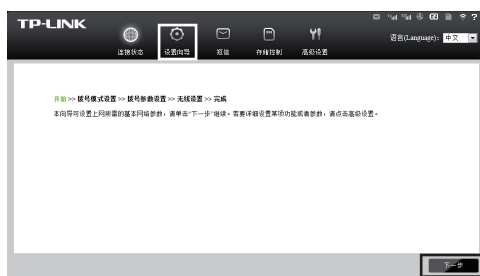 TP-LINK
语言(Language): 中文
连接状态 设置向导 短信 存储控制 高级设置
开始 >> 拨号模式设置 >> 拨号参数设置 >> 无线设置 >> 完成
本向导可设置上网所需的基本网络参数，请单击“下一步”继续。若要详细设置某项功能或者参数，请点击高级设置。
下一步